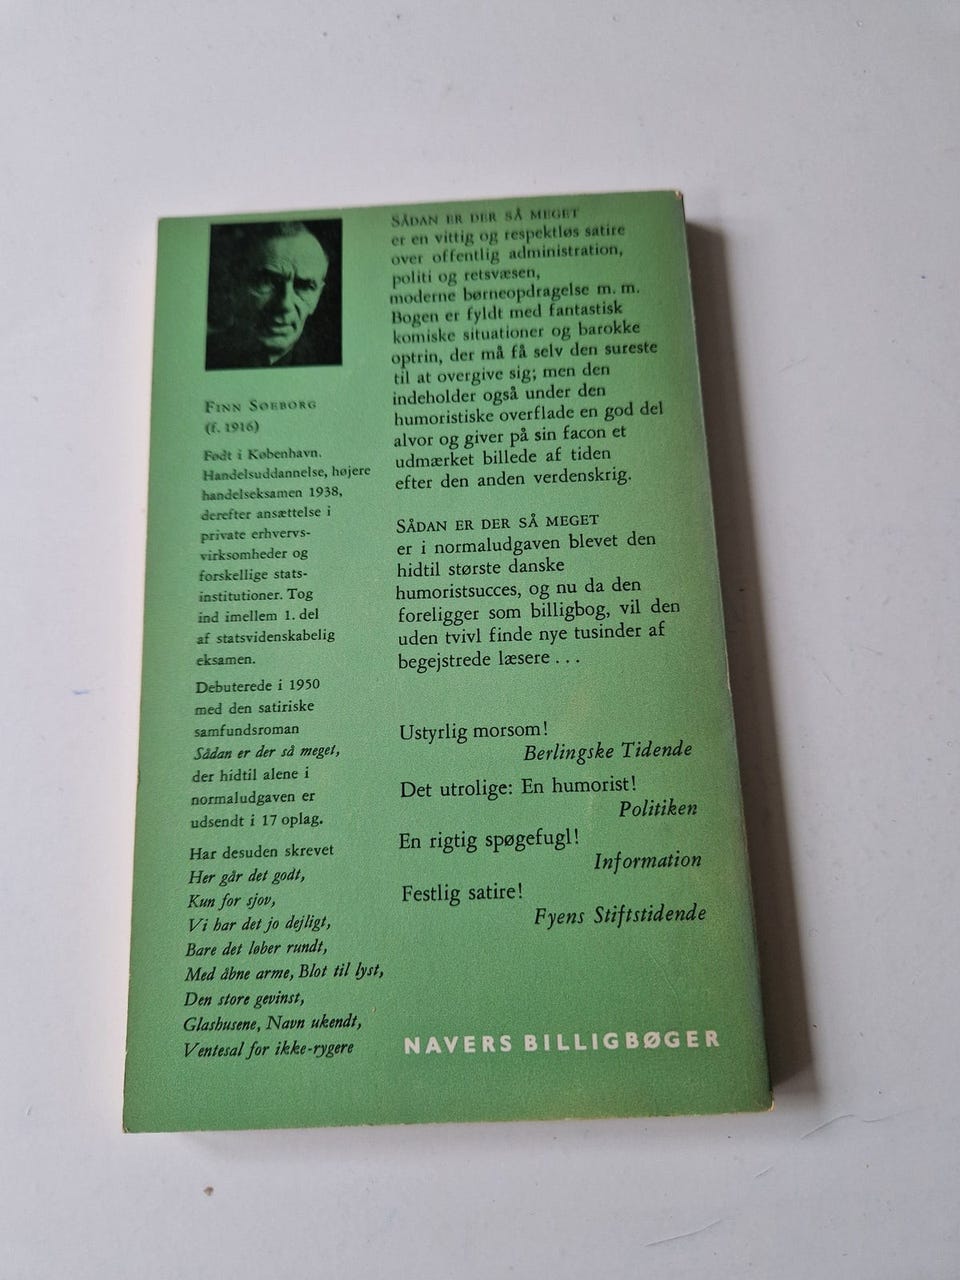 FINN SØEBORG
(f. 1916)
Født i København.
Handelsuddannelse, højere
handelseksamen 1938,
derefter ansættelse i
private erhvervs-
virksomheder og
forskellige stats-
institutioner. Tog
ind imellem 1. del
af statsvidenskabelig
eksamen.
Debuterede i 1950
med den satiriske
samfundsroman
Sådan er der så meget,
der hidtil alene i
normaludgaven er
udsendt i 17 oplag.
Har desuden skrevet
Her går det godt,
Kun for sjov,
Vi har det jo dejligt,
Bare det løber rundt,
Med åbne arme, Blot til lyst,
Den store gevinst,
Glashusene, Navn ukendt,
Ventesal for ikke-rygere
SÅDAN ER DER SÅ MEGET
er en vittig og respektløs satire
over offentlig administration,
politi og retsvæsen,
moderne børneopdragelse m. m.
Bogen er fyldt med fantastisk
komiske situationer og barokke
optrin, der må få selv den sureste
til at overgive sig; men den
indeholder også under den
humoristiske overflade en god del
alvor og giver på sin facon et
udmærket billede af tiden
efter den anden verdenskrig.
SÅDAN ER DER SÅ MEGET
er i normaludgaven blevet den
hidtil største danske
humoristsucces, og nu da den
foreligger som billigbog, vil den
uden tvivl finde nye tusinder af
begejstrede læsere . . .
Ustyrlig morsom!
Berlingske Tidende
Det utrolige: En humorist!
Politiken
En rigtig spøgefugl!
Information
Festlig satire!
Fyens Stiftstidende
NAVERS BILLIGBØGER